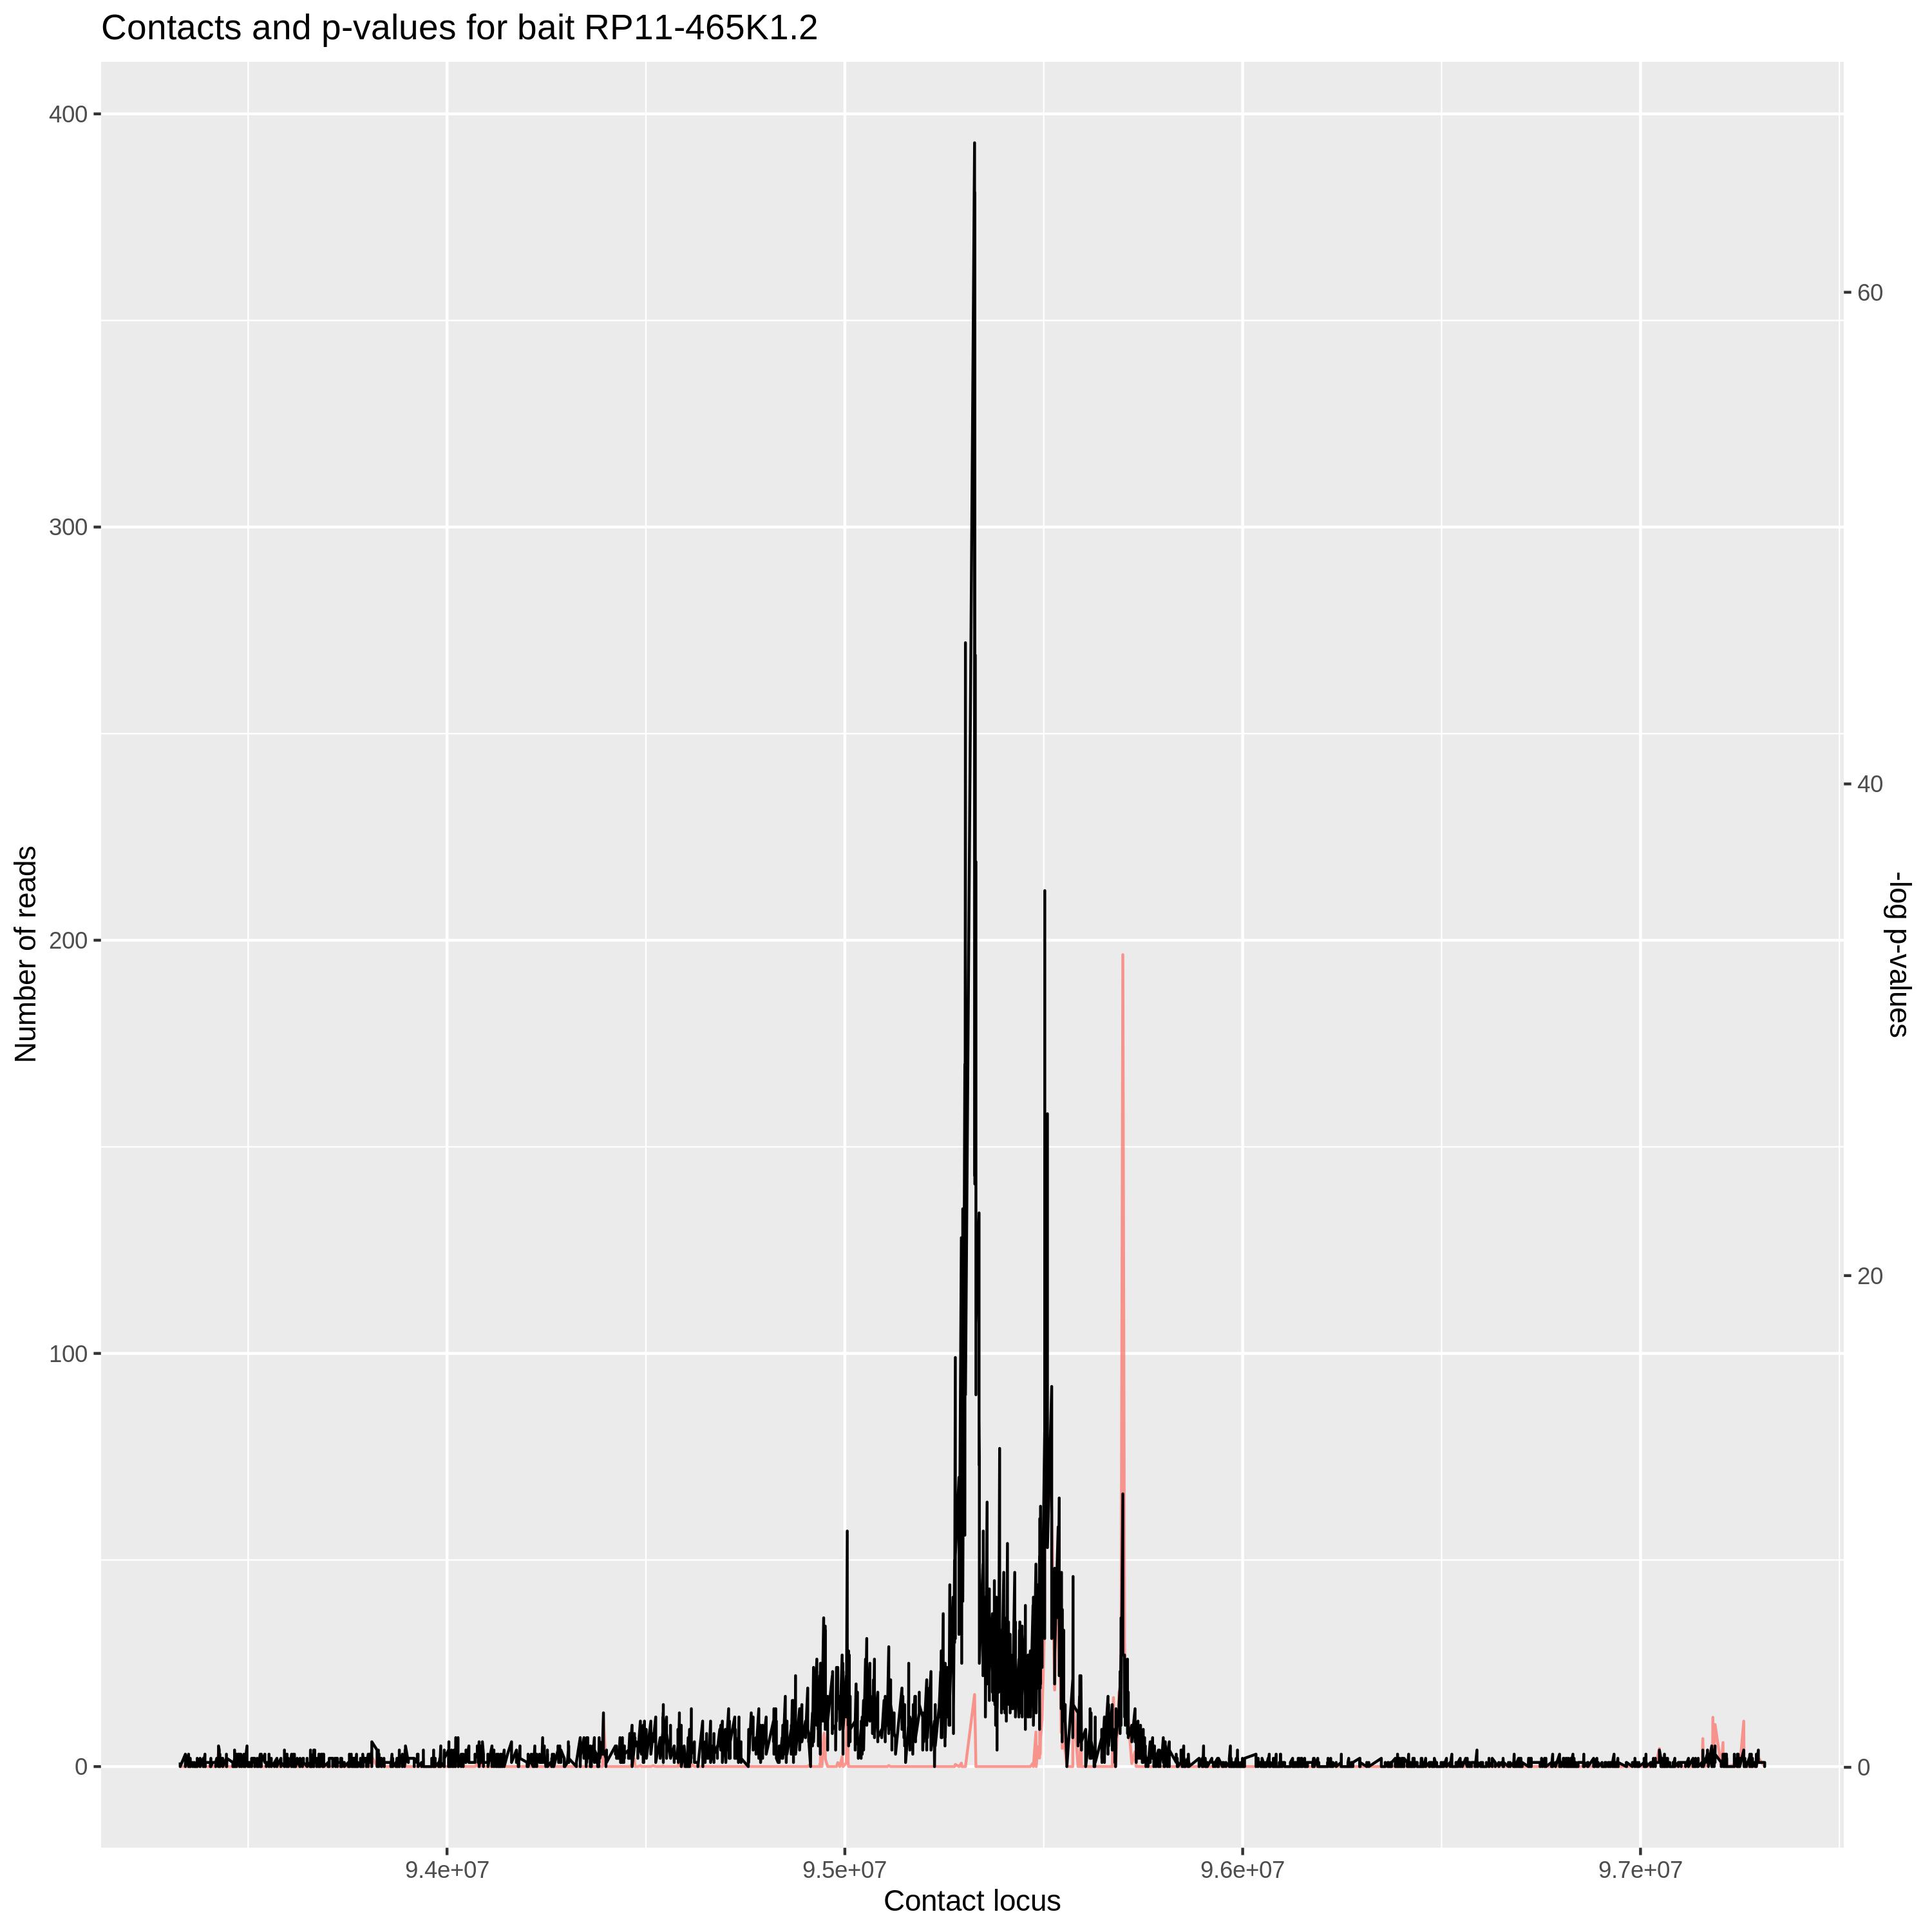 Contacts and p-values for bait RP11-465K1.2
400
300
200
100
0
Number of reads
60
40
20
0
-log p-values
9.4e+07 9.5e+07 9.6e+07 9.7e+07
Contact locus